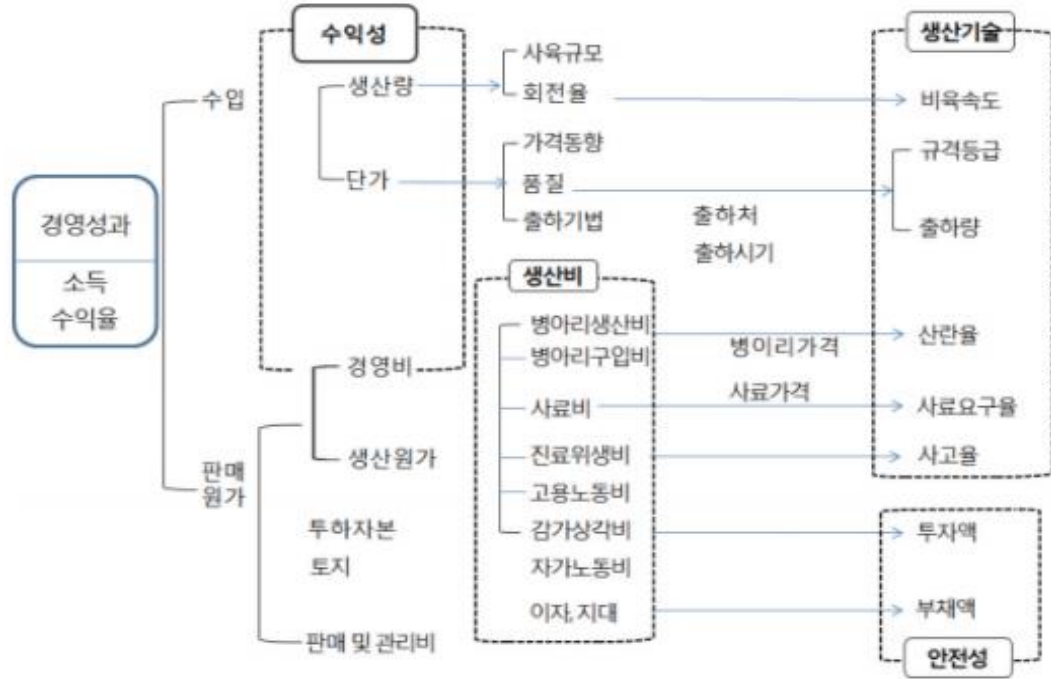 수익성
생산기술
수입
생산량
사육규모
회전율
비육속도
단가
가격동향
품질
출하기법
규격등급
출하량
출하처
출하시기
경영성과
소득
수익율
생산비
경영비
생산원가
병아리생산비
병아리구입비
병이리가격
산란율
사료비
사료가격
사료요구율
진료위생비
사고율
고용노동비
감가상각비
투자액
자가노동비
이자, 지대
부채액
판매
원가
투하자본
토지
판매 및 관리비
안전성